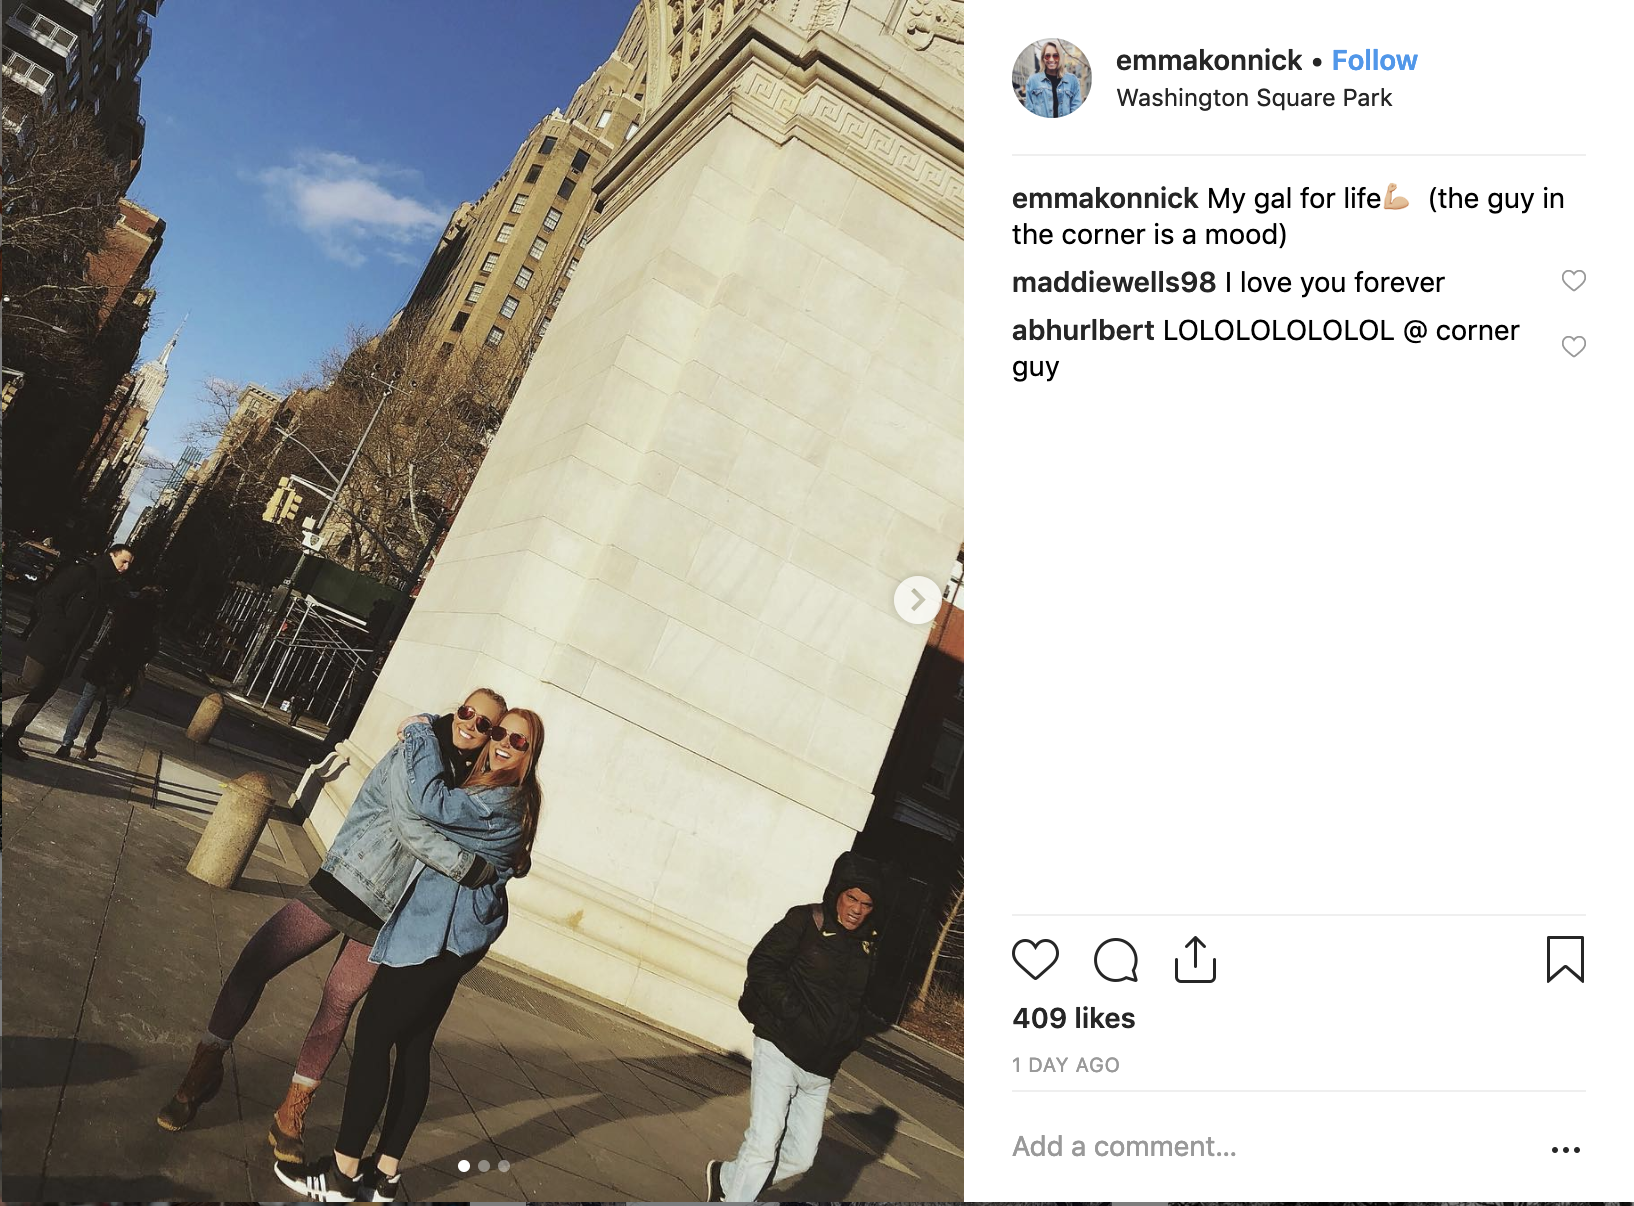 emmakonnick • Follow
Washington Square Park
emmakonnick My gal for life💪🏼 (the guy in
the corner is a mood)
maddiewells98 I love you forever
abhurlbert LOLOLOLOLOLOL @ corner
guy
409 likes
1 DAY AGO
Add a comment...